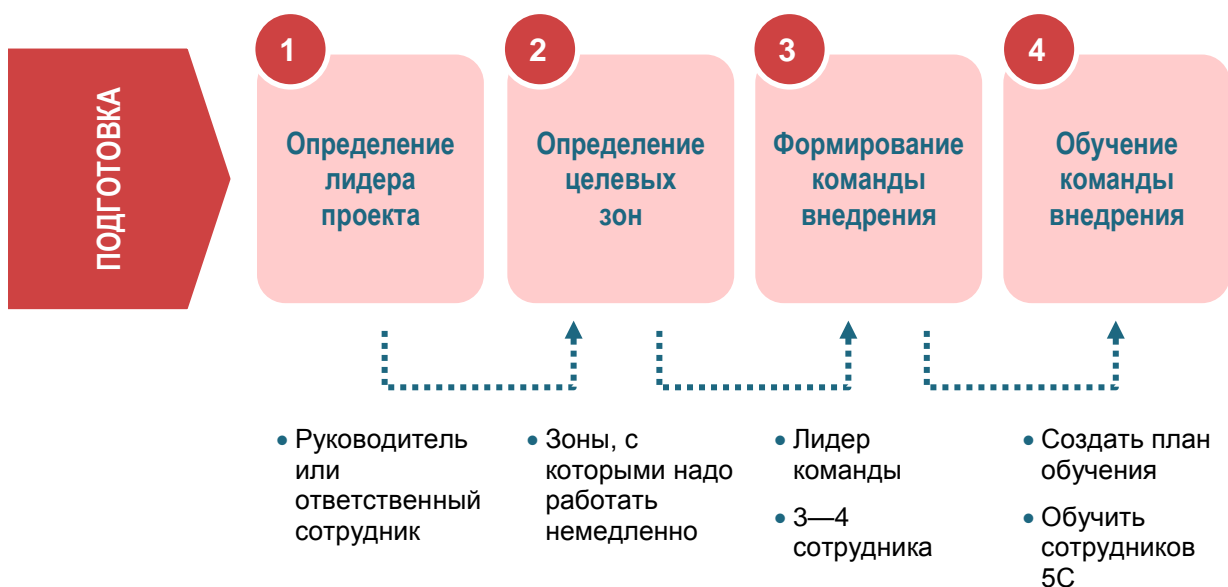 ПОДГОТОВКА
1
Определение
лидера
проекта
2
Определение
целевых
зон
3
Формирование
команды
внедрения
4
Обучение
команды
внедрения
• Руководитель
или
ответственный
сотрудник
• Зоны, с
которыми надо
работать
немедленно
• Лидер
команды
• 3—4
сотрудника
• Создать план
обучения
• Обучить
сотрудников
5С